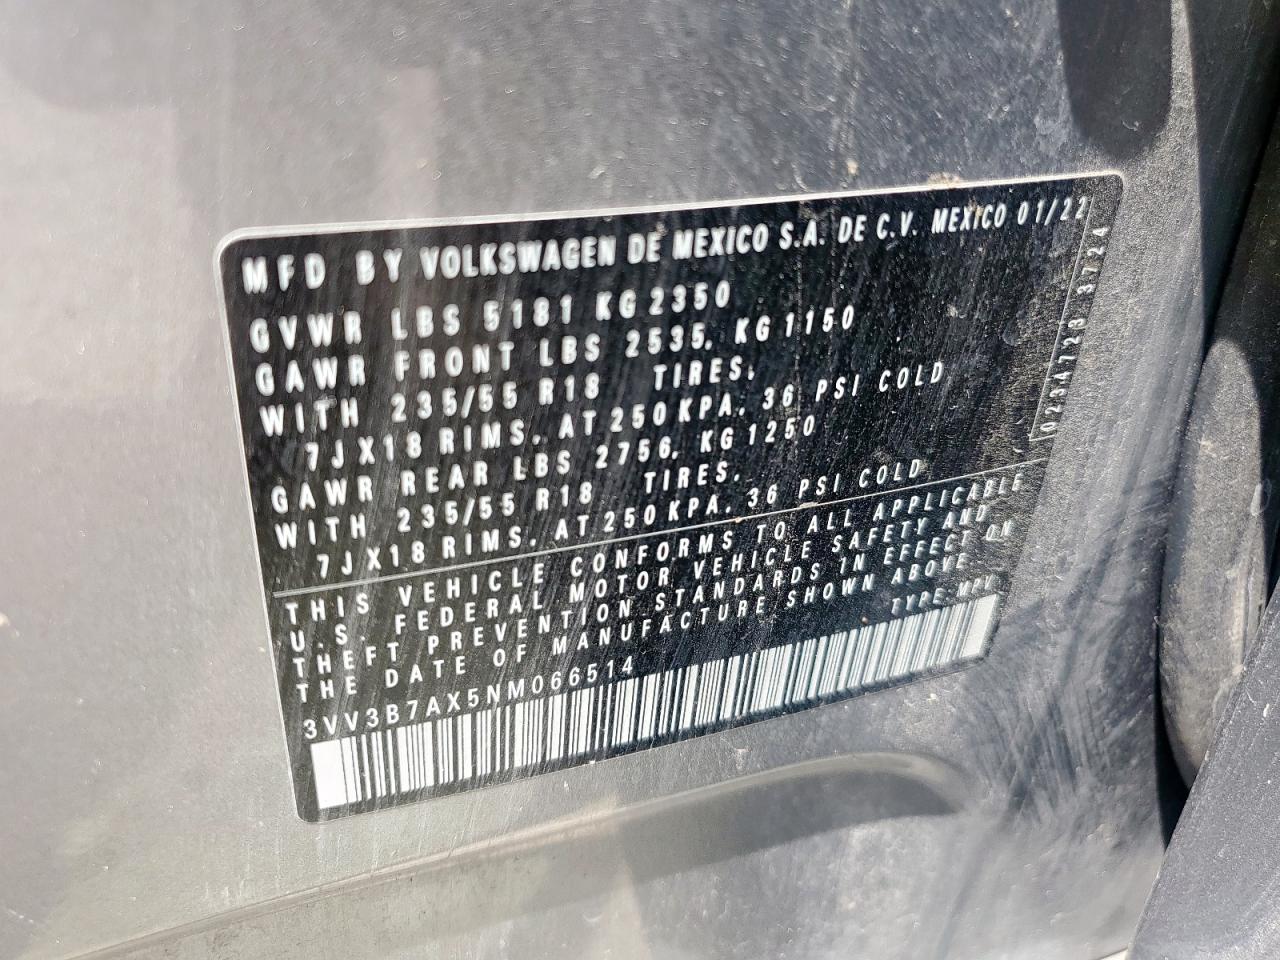 MFD BY VOLKSWAGEN DE MEXICO S.A. DE C.V. MEXICO 01/22
GVWR LBS 5181 KG 2350
GAWR FRONT LBS 2535, KG 1150
WITH 235/55 R18 TIRES,
7JX18 RIMS, AT 250 KPA, 36 PSI COLD
GAWR REAR LBS 2756, KG 1250
WITH 235/55 R18 TIRES,
7JX18 RIMS, AT 250 KPA, 36 PSI COLD
THIS VEHICLE CONFORMS TO ALL APPLICABLE
U.S. FEDERAL MOTOR VEHICLE SAFETY AND
THEFT PREVENTION STANDARDS IN EFFECT ON
THE DATE OF MANUFACTURE SHOWN ABOVE.
3VV3B7AX5NM066514 TYPE:MPV
0234723 3724